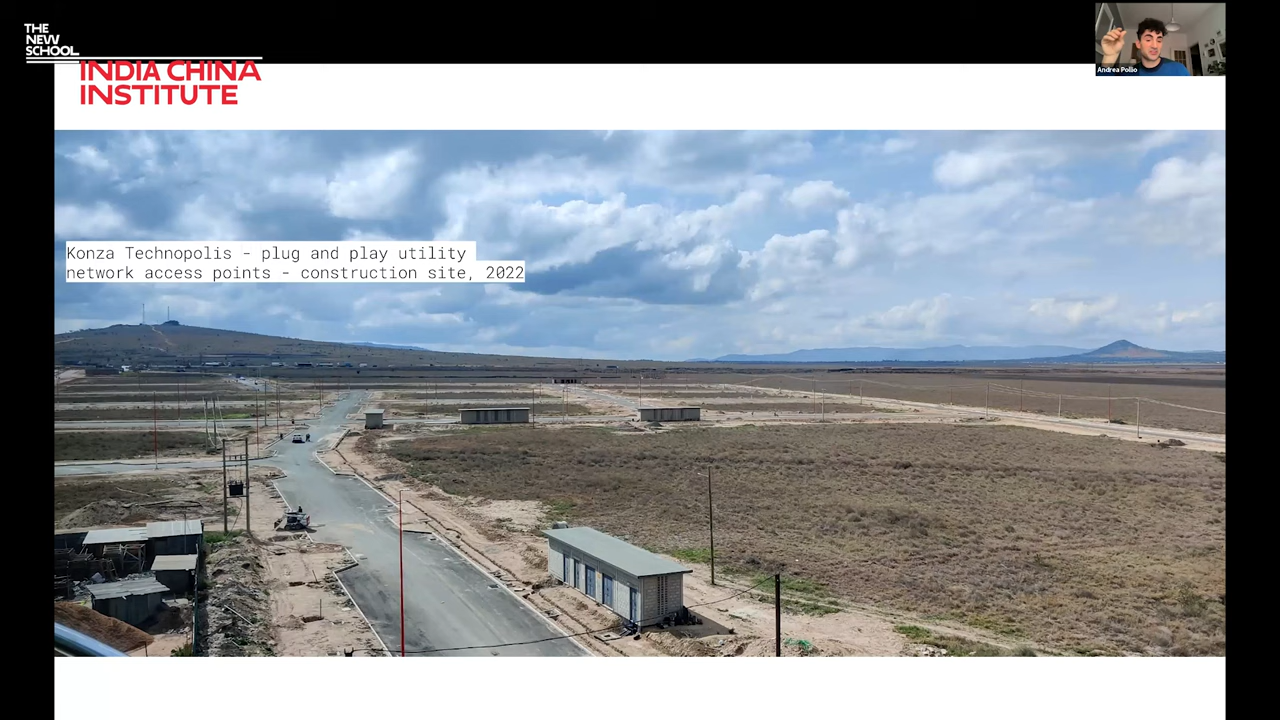 THE
NEW
SCHOOL
INDIA CHINA
INSTITUTE
Andrea Pollio
Konza Technopolis - plug and play utility
network access points - construction site, 2022